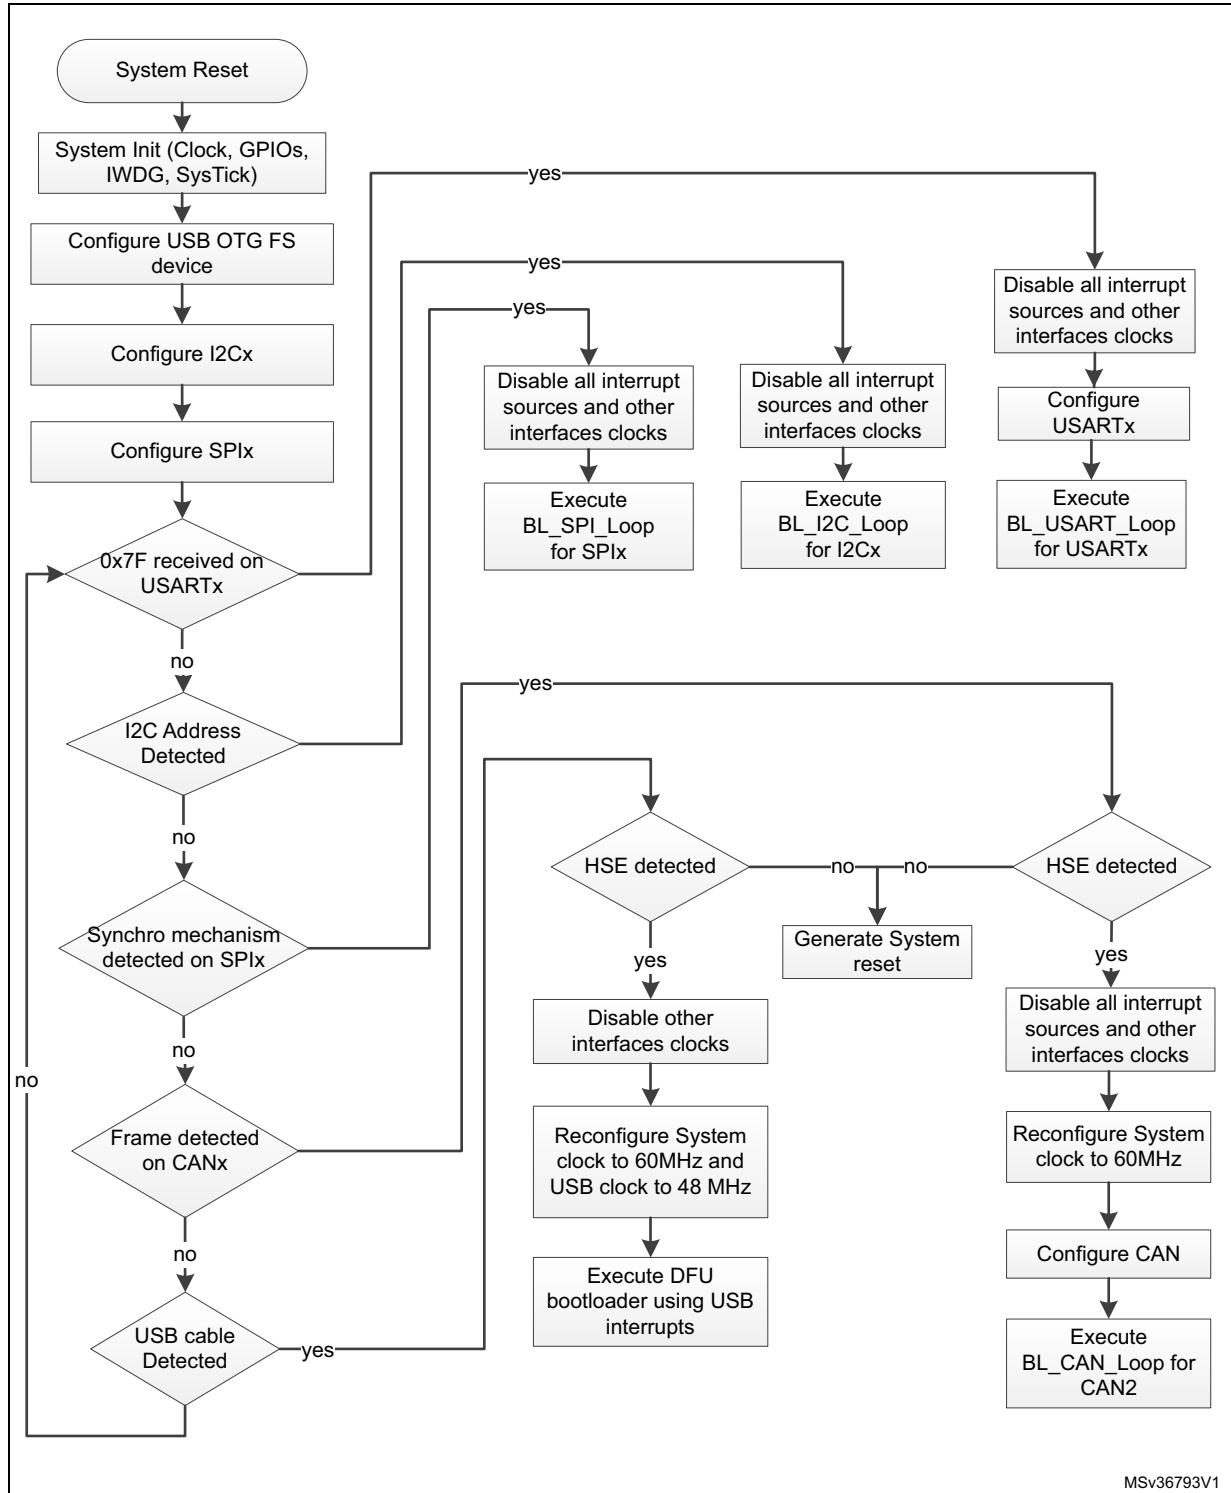 System Reset
System Init (Clock, GPIOs,
IWDG, SysTick)
Configure USB OTG FS
device
Configure I2Cx
Configure SPIx
0x7F received on
USARTx
yes
Disable all interrupt
sources and other
interfaces clocks
Configure
USARTx
Execute
BL_USART_Loop
for USARTx
no
I2C Address
Detected
yes
Disable all interrupt
sources and other
interfaces clocks
Execute
BL_I2C_Loop
for I2Cx
no
Synchro mechanism
detected on SPIx
yes
Disable all interrupt
sources and other
interfaces clocks
Execute
BL_SPI_Loop
for SPIx
no
Frame detected
on CANx
yes
HSE detected
no
yes
Disable all interrupt
sources and other
interfaces clocks
Reconfigure System
clock to 60MHz
Configure CAN
Execute
BL_CAN_Loop for
CAN2
no
USB cable
Detected
yes
HSE detected
no
Generate System
reset
yes
Disable other
interfaces clocks
Reconfigure System
clock to 60MHz and
USB clock to 48 MHz
Execute DFU
bootloader using USB
interrupts
no
MSv36793V1